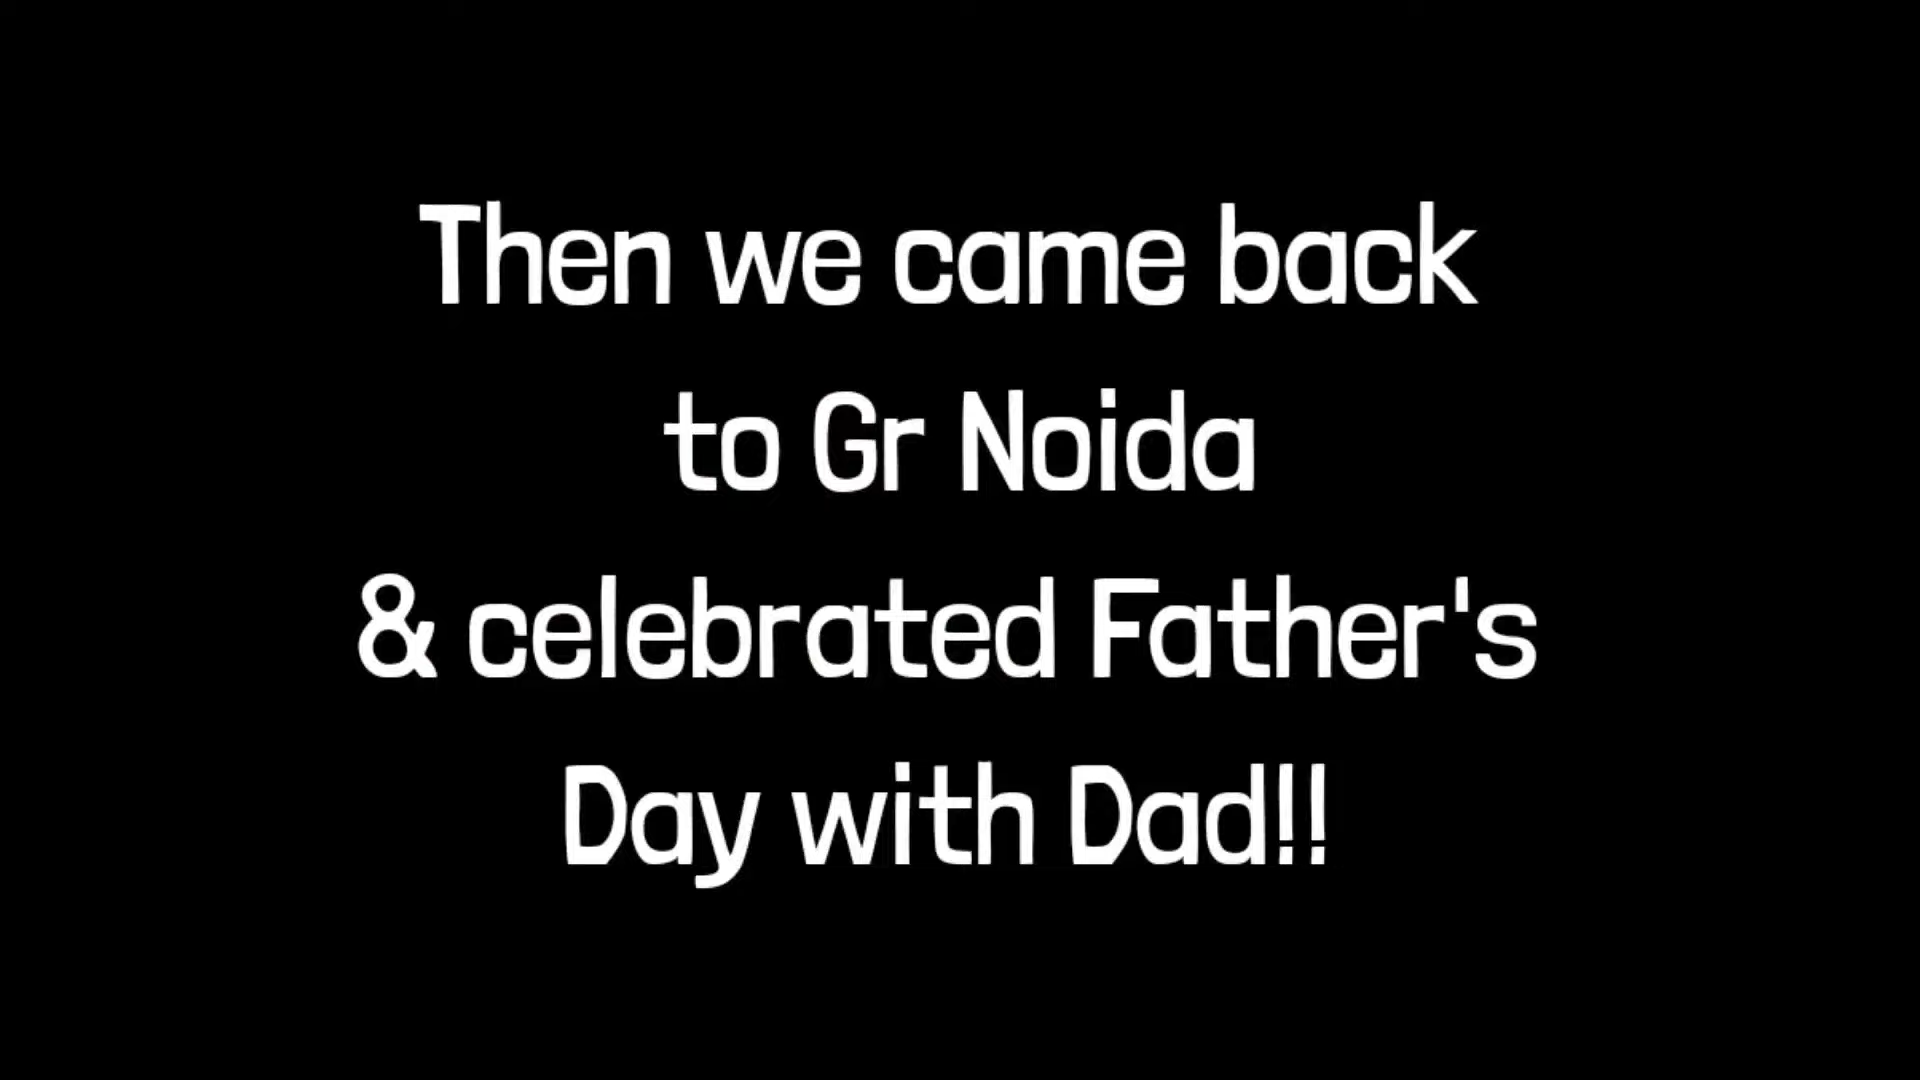 Then we came back
to Gr Noida
& celebrated Father's
Day with Dad!!